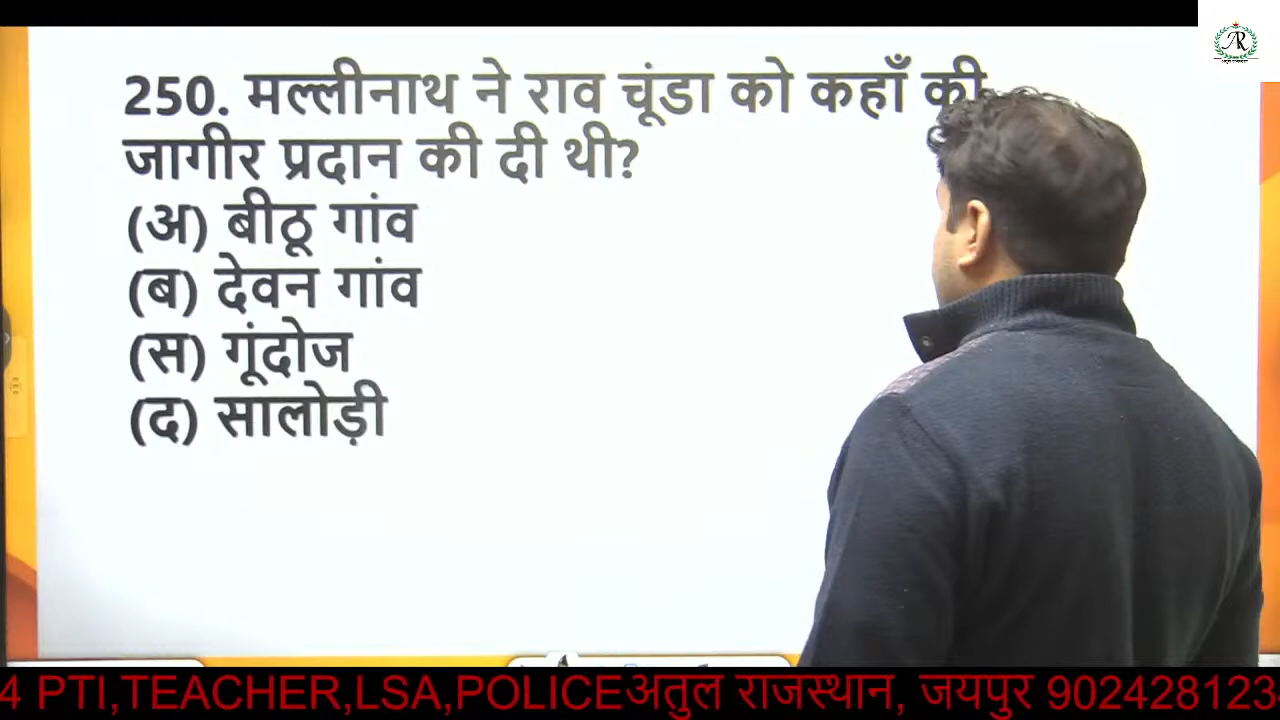 250. मल्लीनाथ ने राव चूंडा को कहाँ की
जागीर प्रदान की दी थी?
(अ) बीठू गांव
(ब) देवन गांव
(स) गूंदोज
(द) सालोड़ी
4 PTI,TEACHER,LSA,POLICEअतुल राजस्थान, जयपुर 902428123